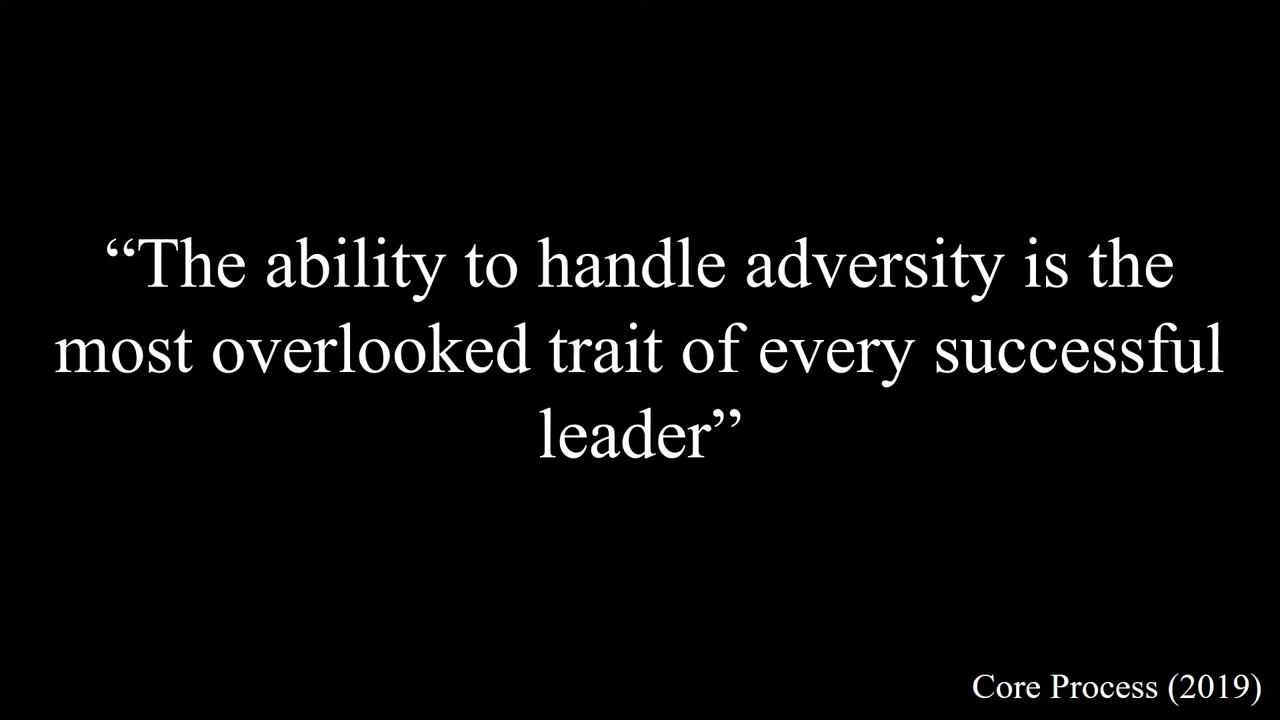 “The ability to handle adversity is the
most overlooked trait of every successful
leader”
Core Process (2019)